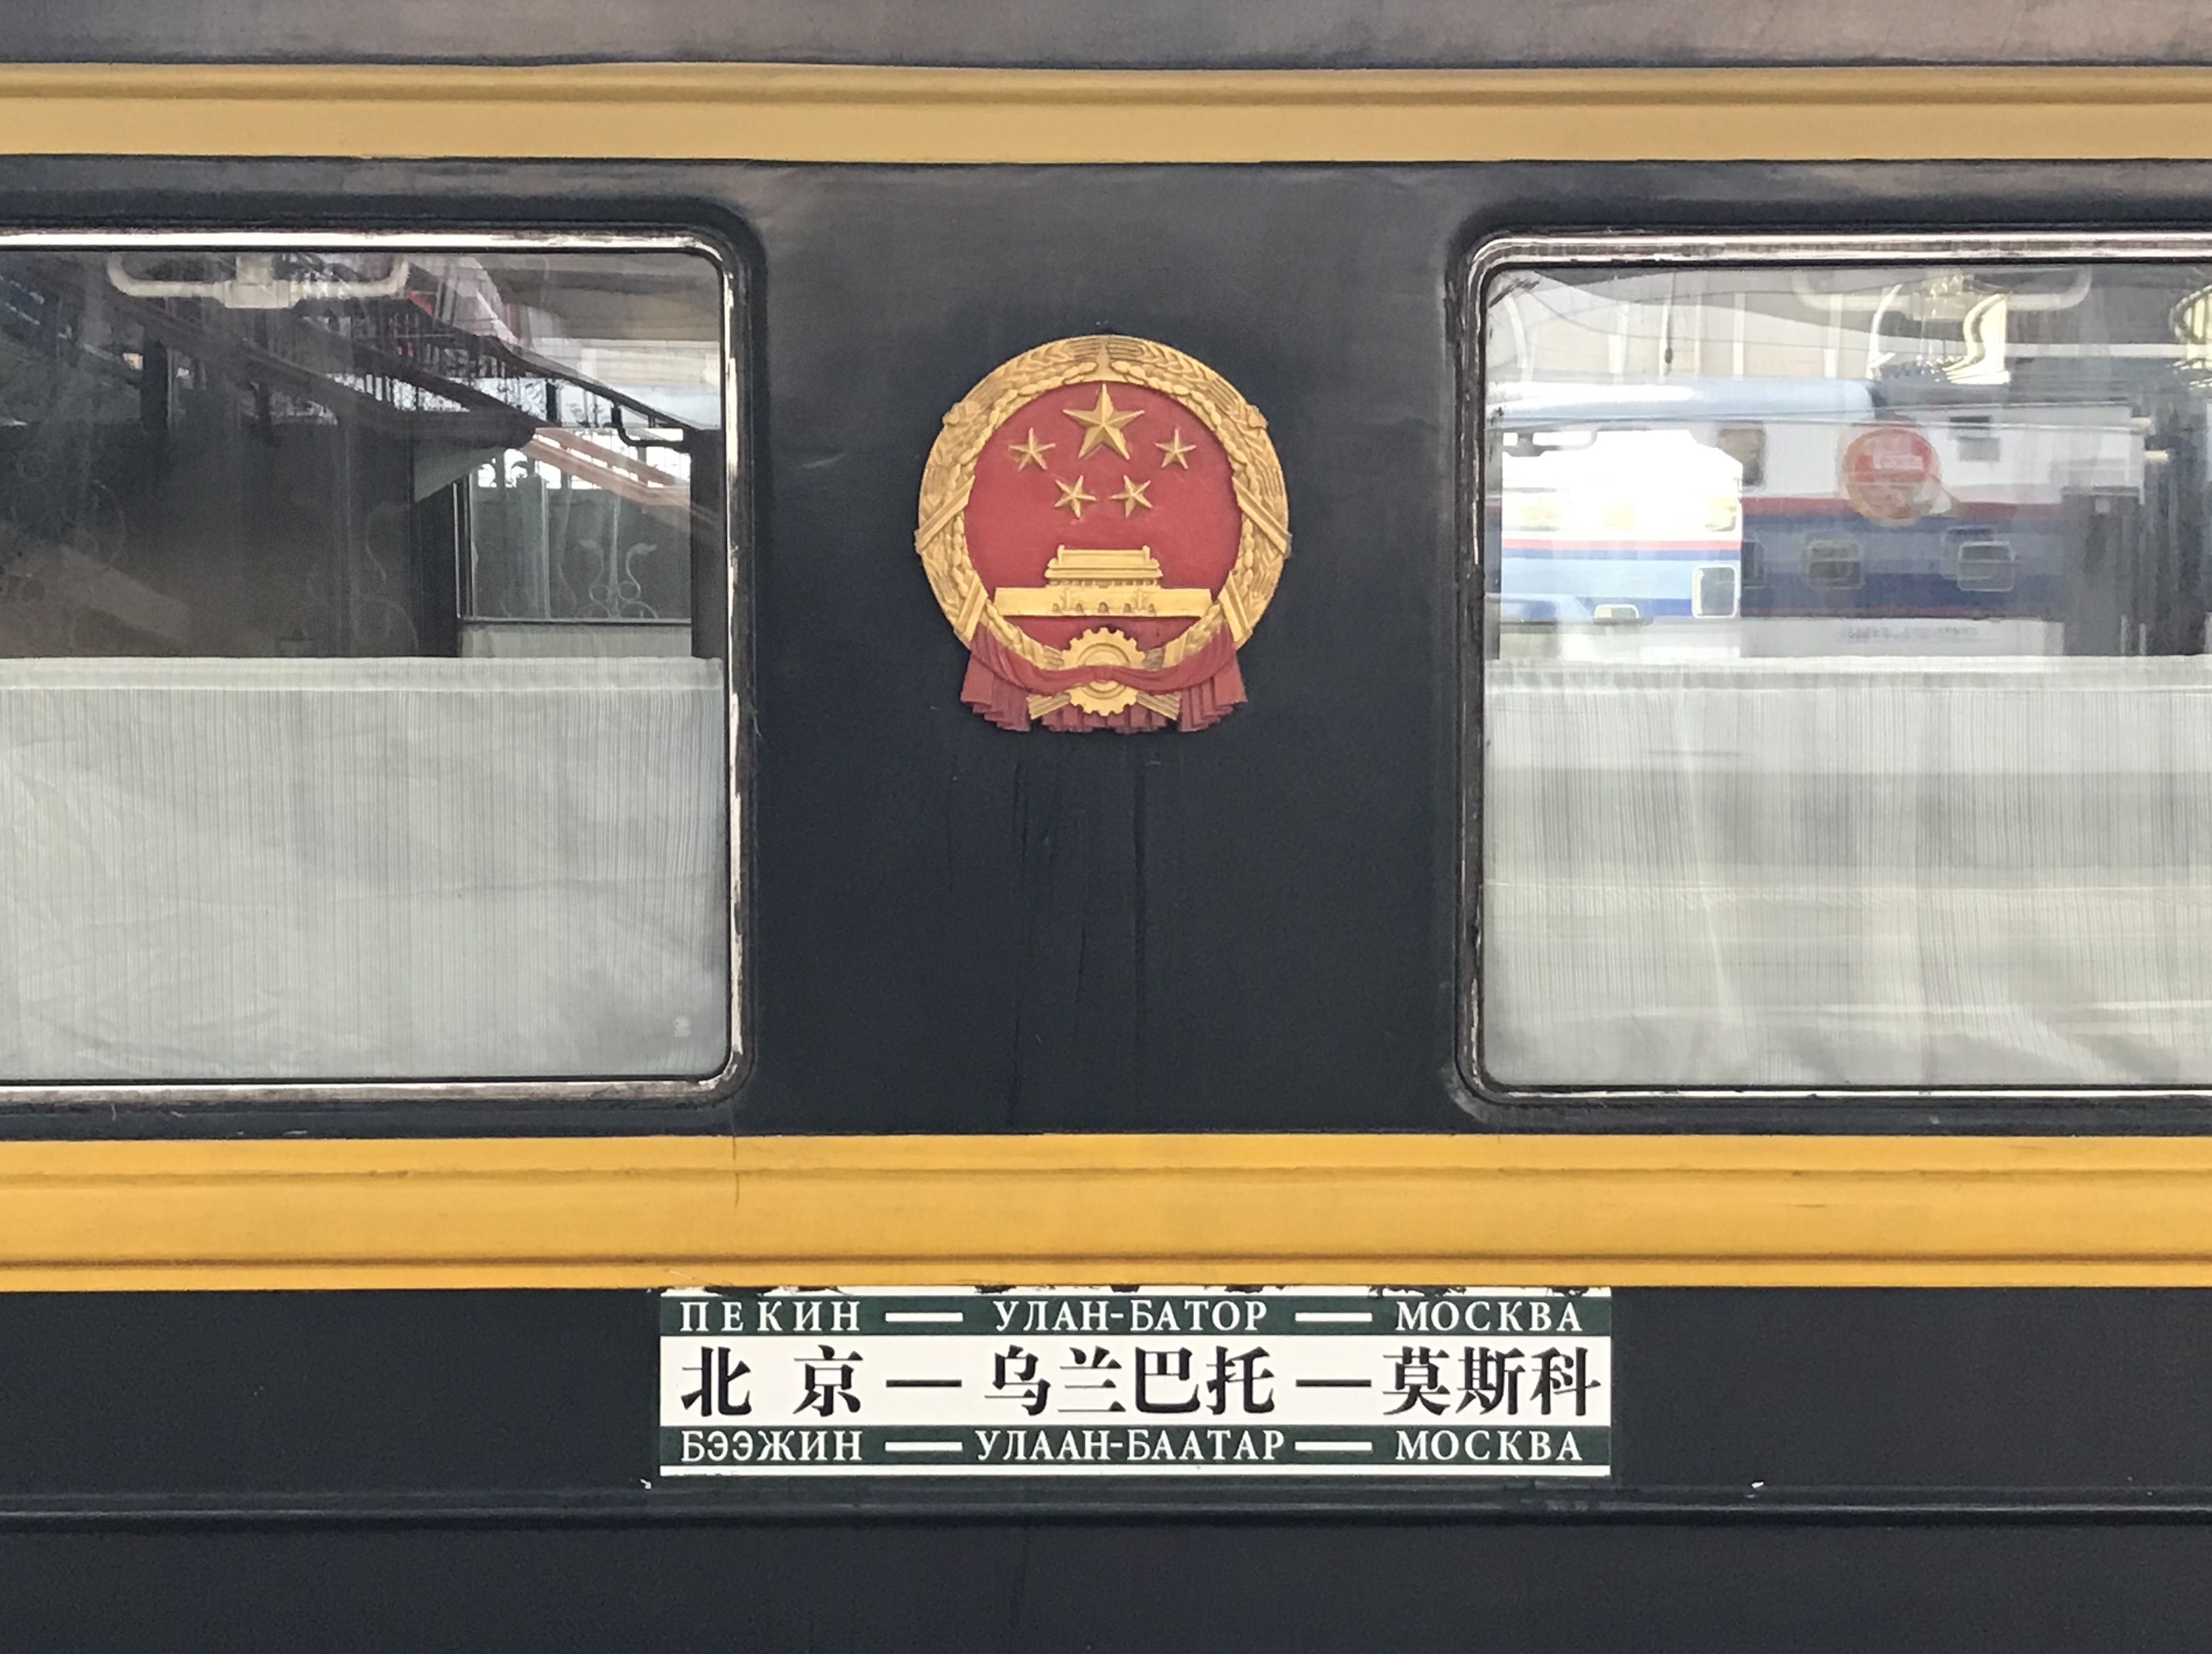 ПЕКИН — УЛАН-БАТОР — МОСКВА
北京 — 乌兰巴托 — 莫斯科
БЭЭЖИН — УЛААН-БААТАР — МОСКВА